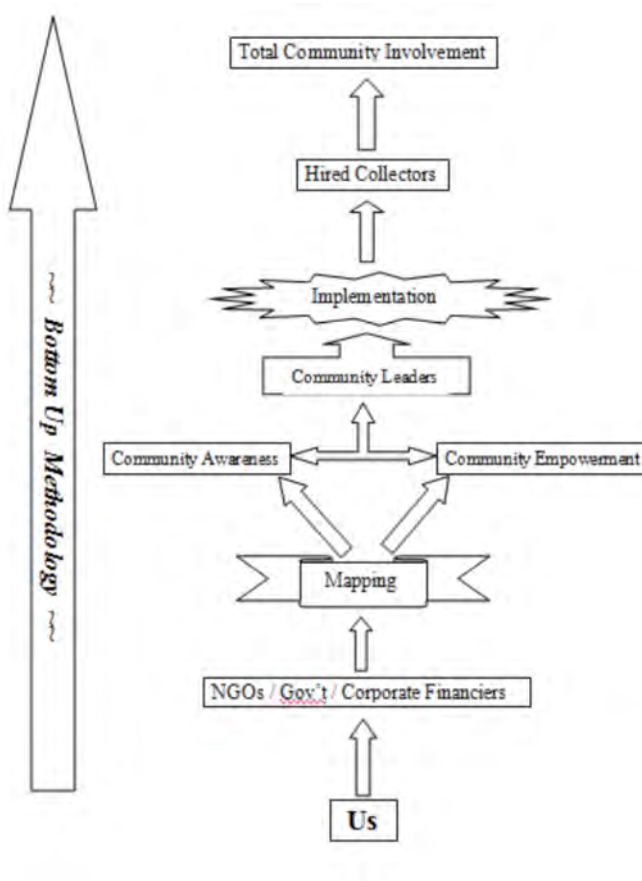 Total Community Involvement
Hired Collectors
Implementation
Community Leaders
Community Awareness
Community Empowerment
Mapping
NGOs / Gov't / Corporate Financiers
Us
~~ Bottom Up Methodology ~~